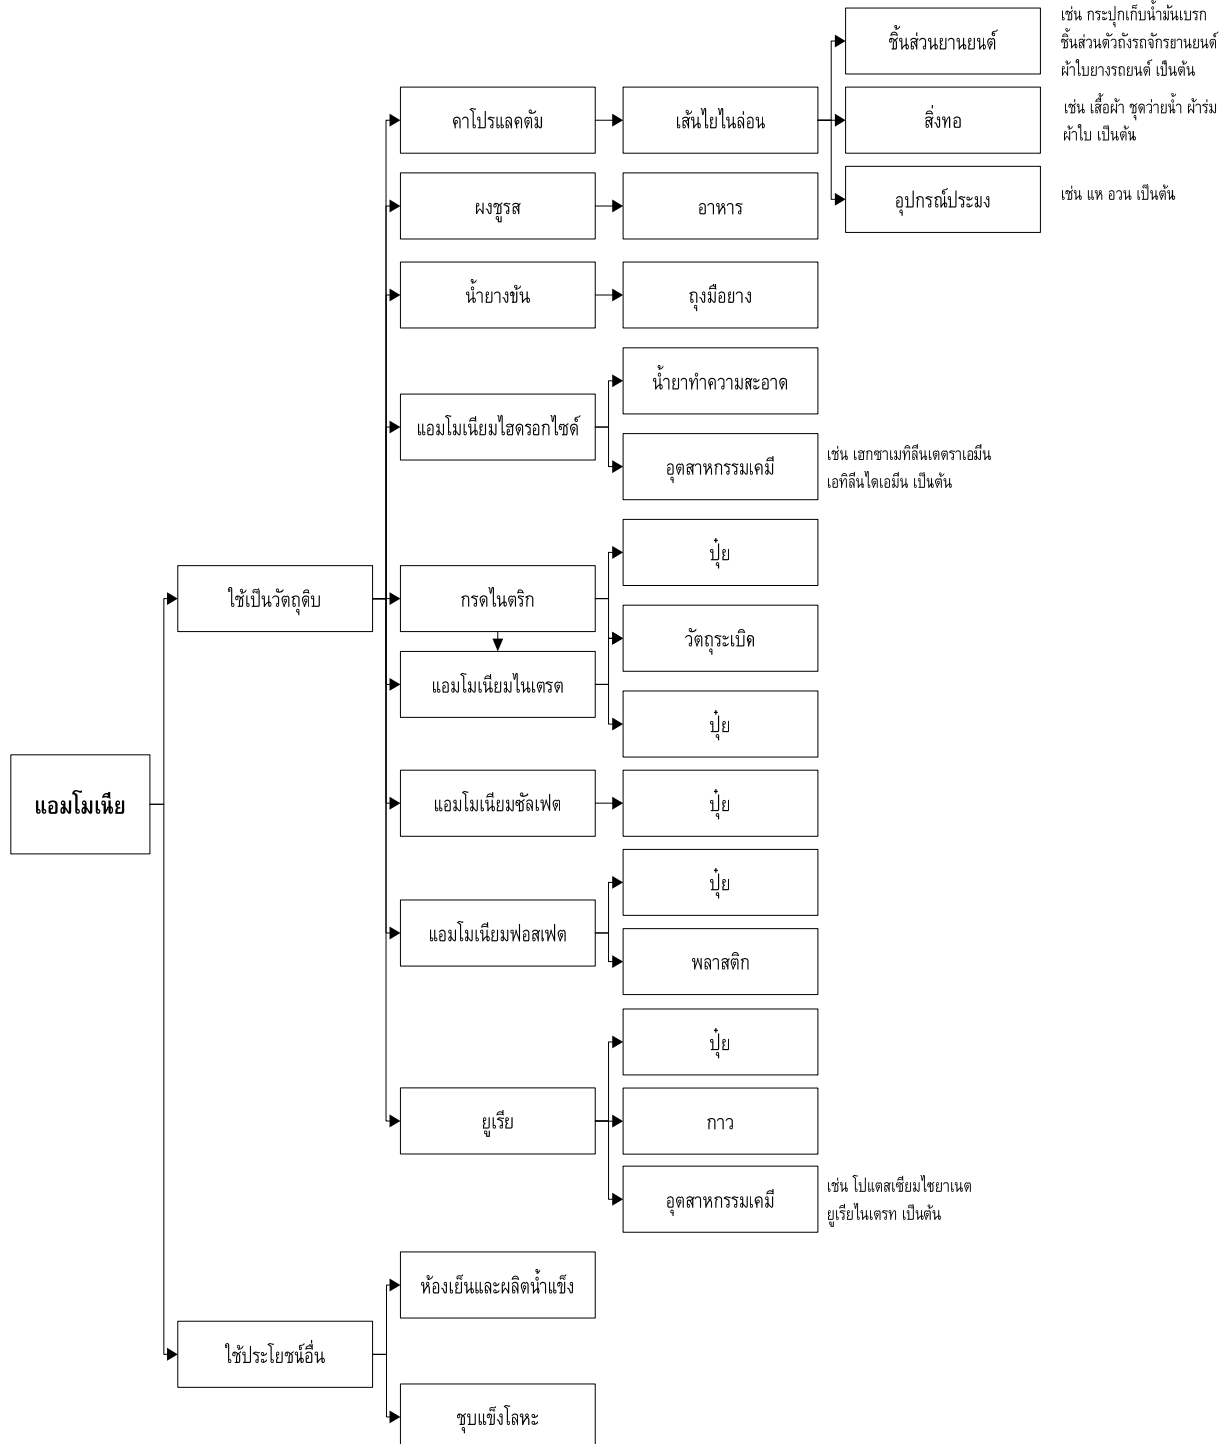 เช่น กระปุกเก็บน้ำมันเบรก
ชิ้นส่วนยานยนต์
ชิ้นส่วนตัวถังรถจักรยานยนต์
ผ้าใบยางรถยนต์ เป็นต้น
คาโปรแลคตัม
เส้นใยไนล่อน
สิ่งทอ
เช่น เสื้อผ้า ชุดว่ายน้ำ ผ้าร่ม
ผ้าใบ เป็นต้น
อุปกรณ์ประมง
เช่น แห อวน เป็นต้น
ผงชูรส
อาหาร
น้ำยางข้น
ถุงมือยาง
น้ำยาทำความสะอาด
แอมโมเนียมไฮดรอกไซด์
อุตสาหกรรมเคมี
เช่น เฮกซาเมทิลีนเตตราเอมีน
เอทิลีนไดเอมีน เป็นต้น
ปุ๋ย
ใช้เป็นวัตถุดิบ
กรดไนตริก
วัตถุระเบิด
แอมโมเนียมไนเตรต
ปุ๋ย
แอมโมเนีย
แอมโมเนียมซัลเฟต
ปุ๋ย
ปุ๋ย
แอมโมเนียมฟอสเฟต
พลาสติก
ปุ๋ย
ยูเรีย
กาว
อุตสาหกรรมเคมี
เช่น โปแตสเซียมไซยาเนต
ยูเรียไนเตรท เป็นต้น
ห้องเย็นและผลิตน้ำแข็ง
ใช้ประโยชน์อื่น
ชุบแข็งโลหะ